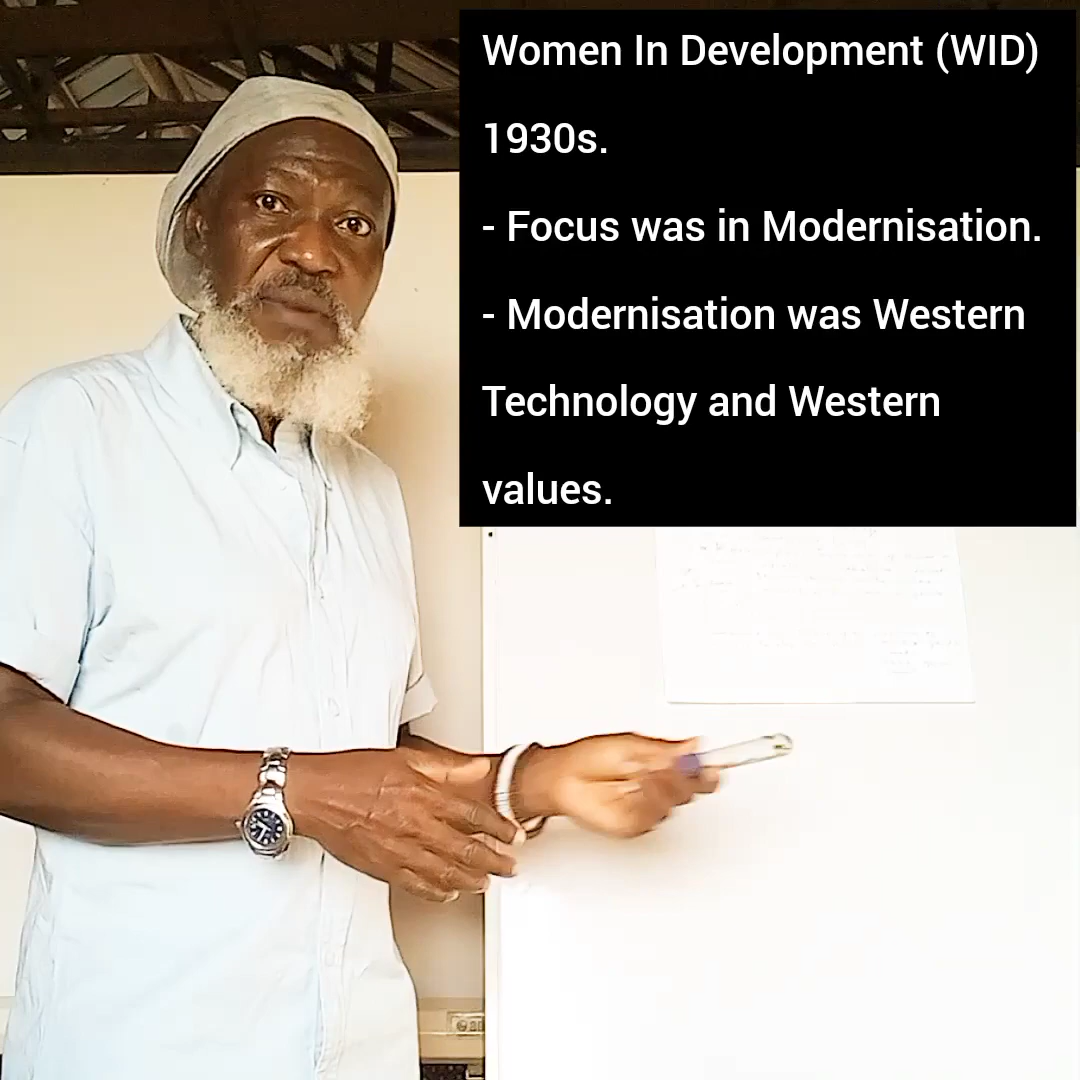 Women In Development (WID)
1930s.
- Focus was in Modernisation.
- Modernisation was Western
Technology and Western
values.